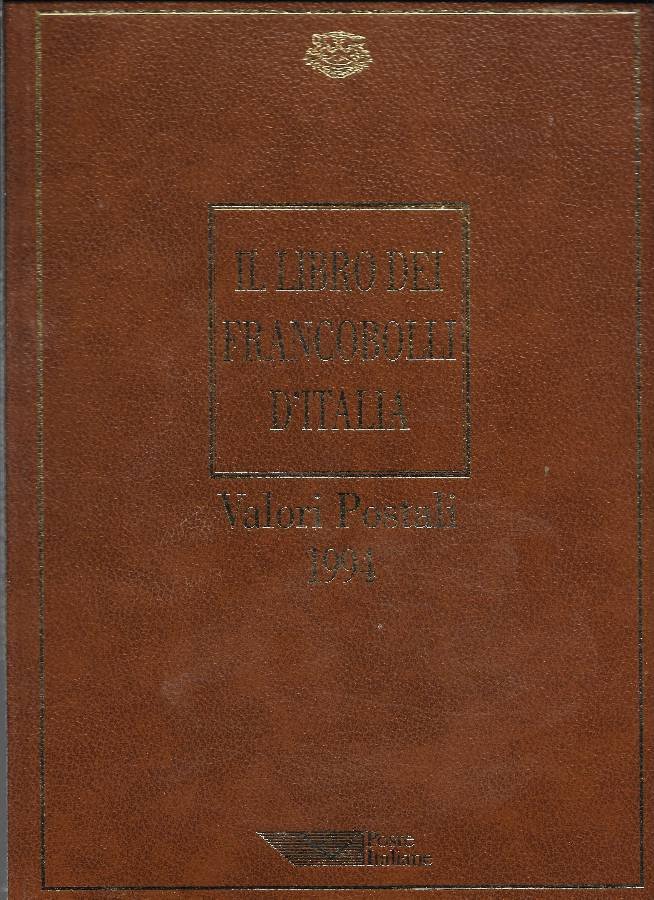 IL LIBRO DEI
FRANCOBOLLI
D'ITALIA
Valori Postali
1994
Poste
Italiane